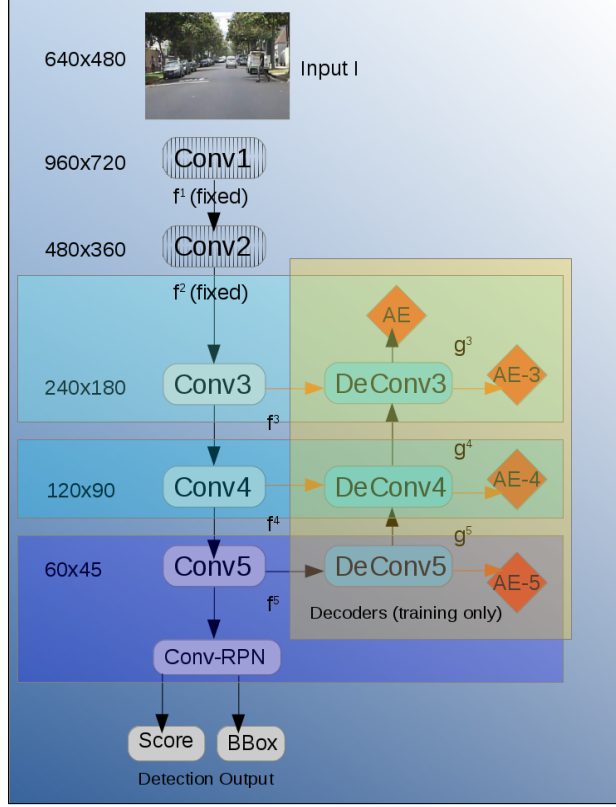 640x480
Input I
960x720
Conv1
f¹ (fixed)
480x360
Conv2
f² (fixed)
AE
g³
240x180
Conv3
DeConv3
AE-3
f³
g⁴
120x90
Conv4
DeConv4
AE-4
f⁴
g⁵
60x45
Conv5
DeConv5
AE-5
f⁵
Decoders (training only)
Conv-RPN
Score
BBox
Detection Output